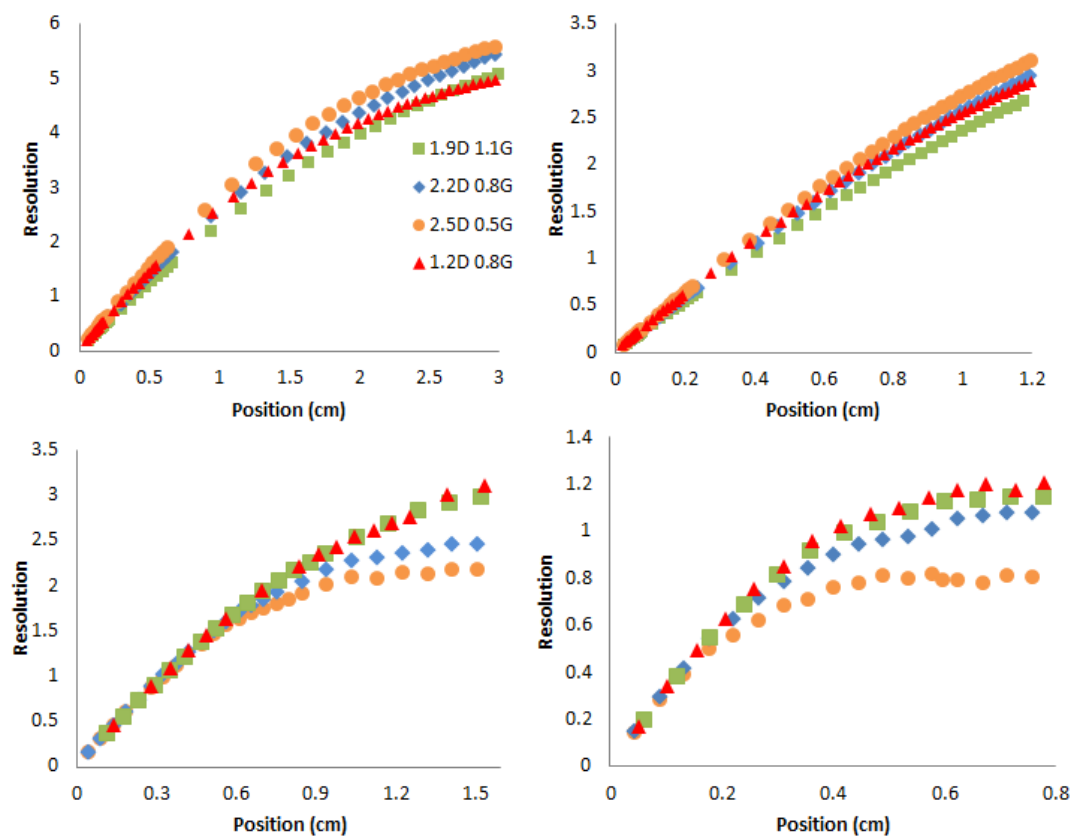 6
5
4
3
2
1
0
Resolution
0 0.5 1 1.5 2 2.5 3
Position (cm)
1.9D 1.1G
2.2D 0.8G
2.5D 0.5G
1.2D 0.8G
3.5
3
2.5
2
1.5
1
0.5
0
Resolution
0 0.2 0.4 0.6 0.8 1 1.2
Position (cm)
3.5
3
2.5
2
1.5
1
0.5
0
Resolution
0 0.3 0.6 0.9 1.2 1.5
Position (cm)
1.4
1.2
1
0.8
0.6
0.4
0.2
0
Resolution
0 0.2 0.4 0.6 0.8
Position (cm)